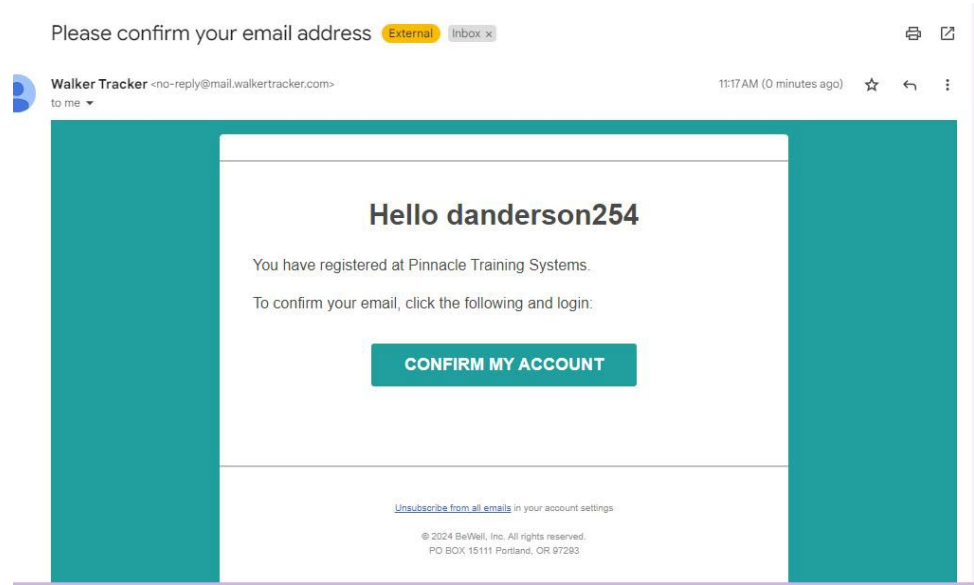 Please confirm your email address External Inbox x
Walker Tracker <no-reply@mail.walkertracker.com> 11:17 AM (0 minutes ago)
to me
Hello danderson254
You have registered at Pinnacle Training Systems.
To confirm your email, click the following and login:
CONFIRM MY ACCOUNT
Unsubscribe from all emails in your account settings
© 2024 BeWell, Inc. All rights reserved.
PO BOX 15111 Portland, OR 97293